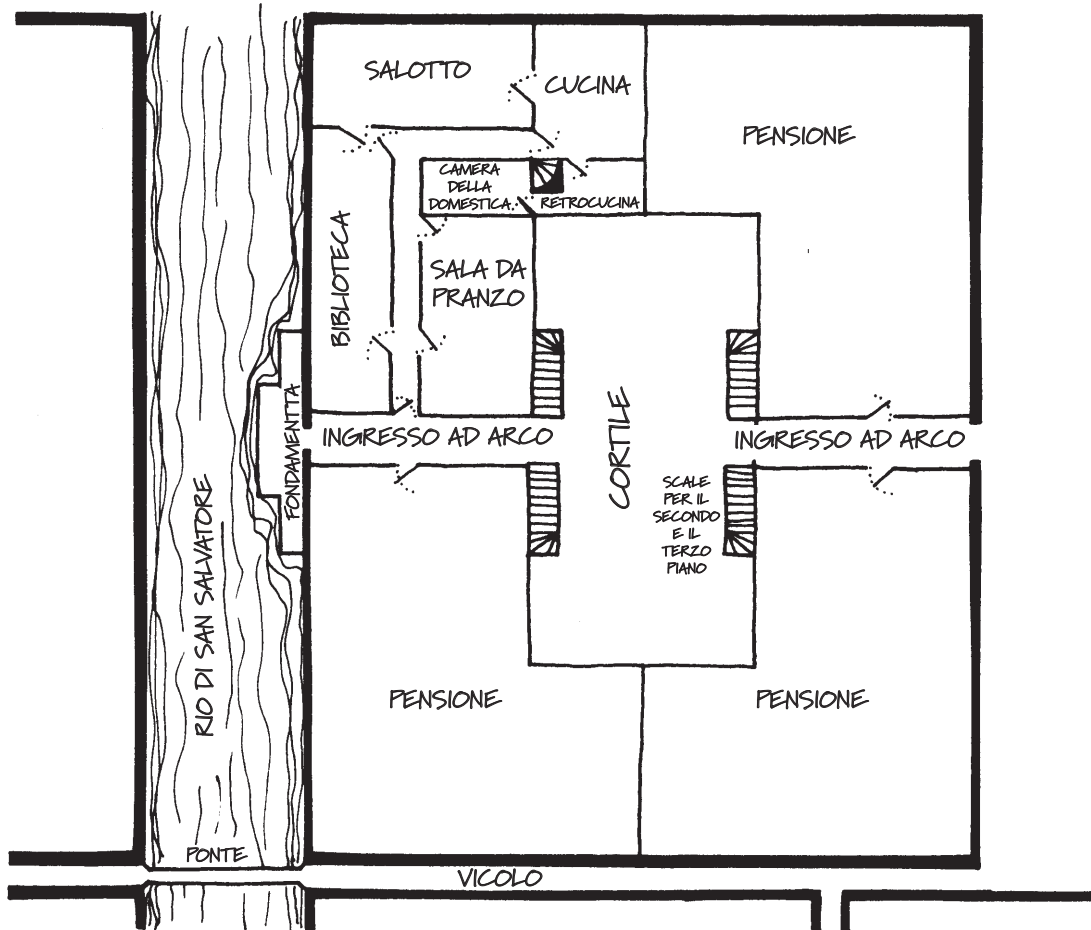 SALOTTO
CUCINA
PENSIONE
CAMERA
DELLA
DOMESTICA
RETROCUCINA
BIBLIOTECA
SALA DA
PRANZO
FONDAMENTTA
INGRESSO AD ARCO
CORTILE
INGRESSO AD ARCO
SCALE
PER IL
SECONDO
E IL
TERZO
PIANO
RIO DI SAN SALVATORE
PENSIONE
PENSIONE
PONTE
VICOLO